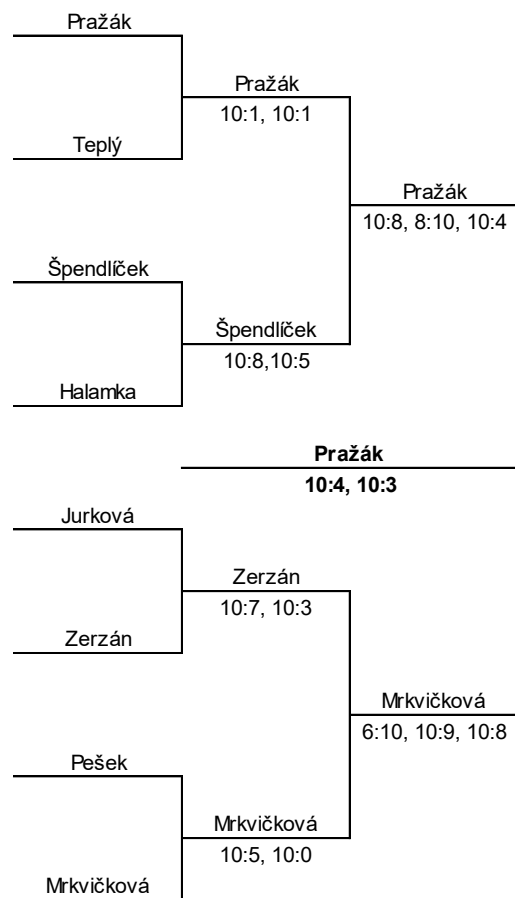 Pražák
Pražák
10:1, 10:1
Teplý
Pražák
10:8, 8:10, 10:4
Špendlíček
Špendlíček
10:8,10:5
Halamka
Pražák
10:4, 10:3
Jurková
Zerzán
10:7, 10:3
Zerzán
Mrkvičková
6:10, 10:9, 10:8
Pešek
Mrkvičková
10:5, 10:0
Mrkvičková